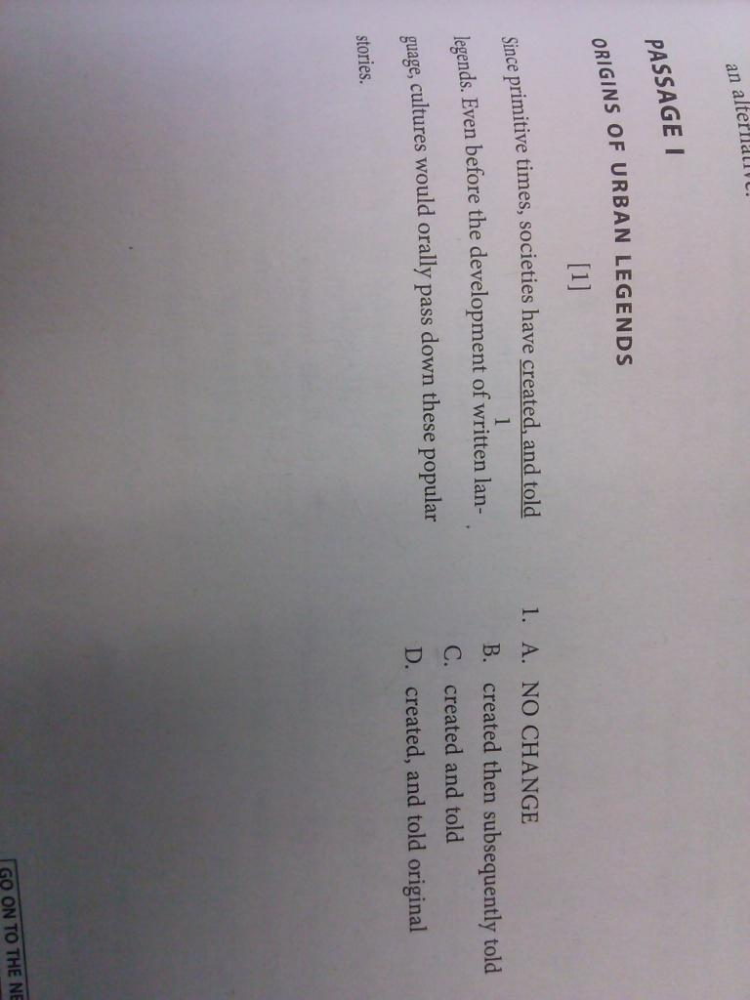 an alternative.
PASSAGE I
ORIGINS OF URBAN LEGENDS
[1]
Since primitive times, societies have created, and told
1
legends. Even before the development of written lan-
guage, cultures would orally pass down these popular
stories.
1. A. NO CHANGE
B. created then subsequently told
C. created and told
D. created, and told original
GO ON TO THE